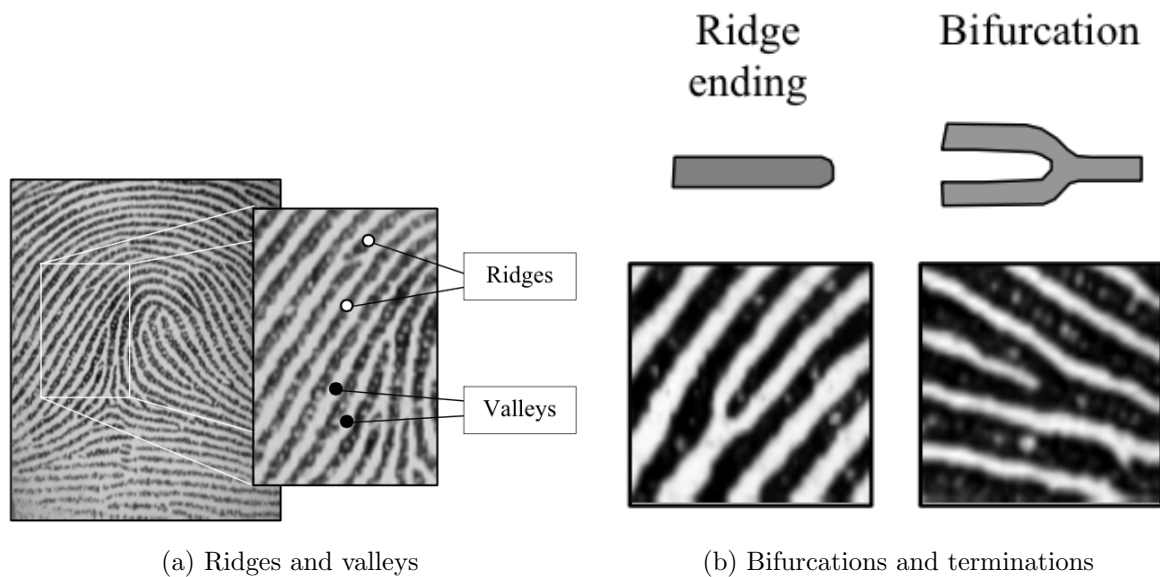 Ridge
ending
Bifurcation
Ridges
Valleys
(a) Ridges and valleys
(b) Bifurcations and terminations